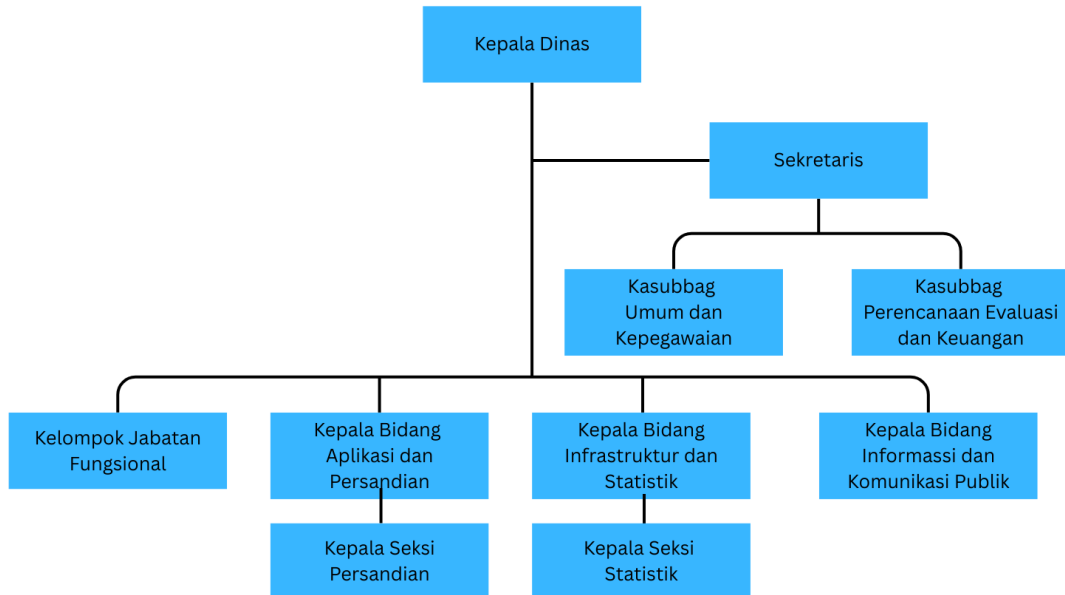 Kepala Dinas
Sekretaris
Kasubbag
Umum dan
Kepegawaian
Kasubbag
Perencanaan Evaluasi
dan Keuangan
Kelompok Jabatan
Fungsional
Kepala Bidang
Aplikasi dan
Persandian
Kepala Bidang
Infrastruktur dan
Statistik
Kepala Bidang
Informassi dan
Komunikasi Publik
Kepala Seksi
Persandian
Kepala Seksi
Statistik